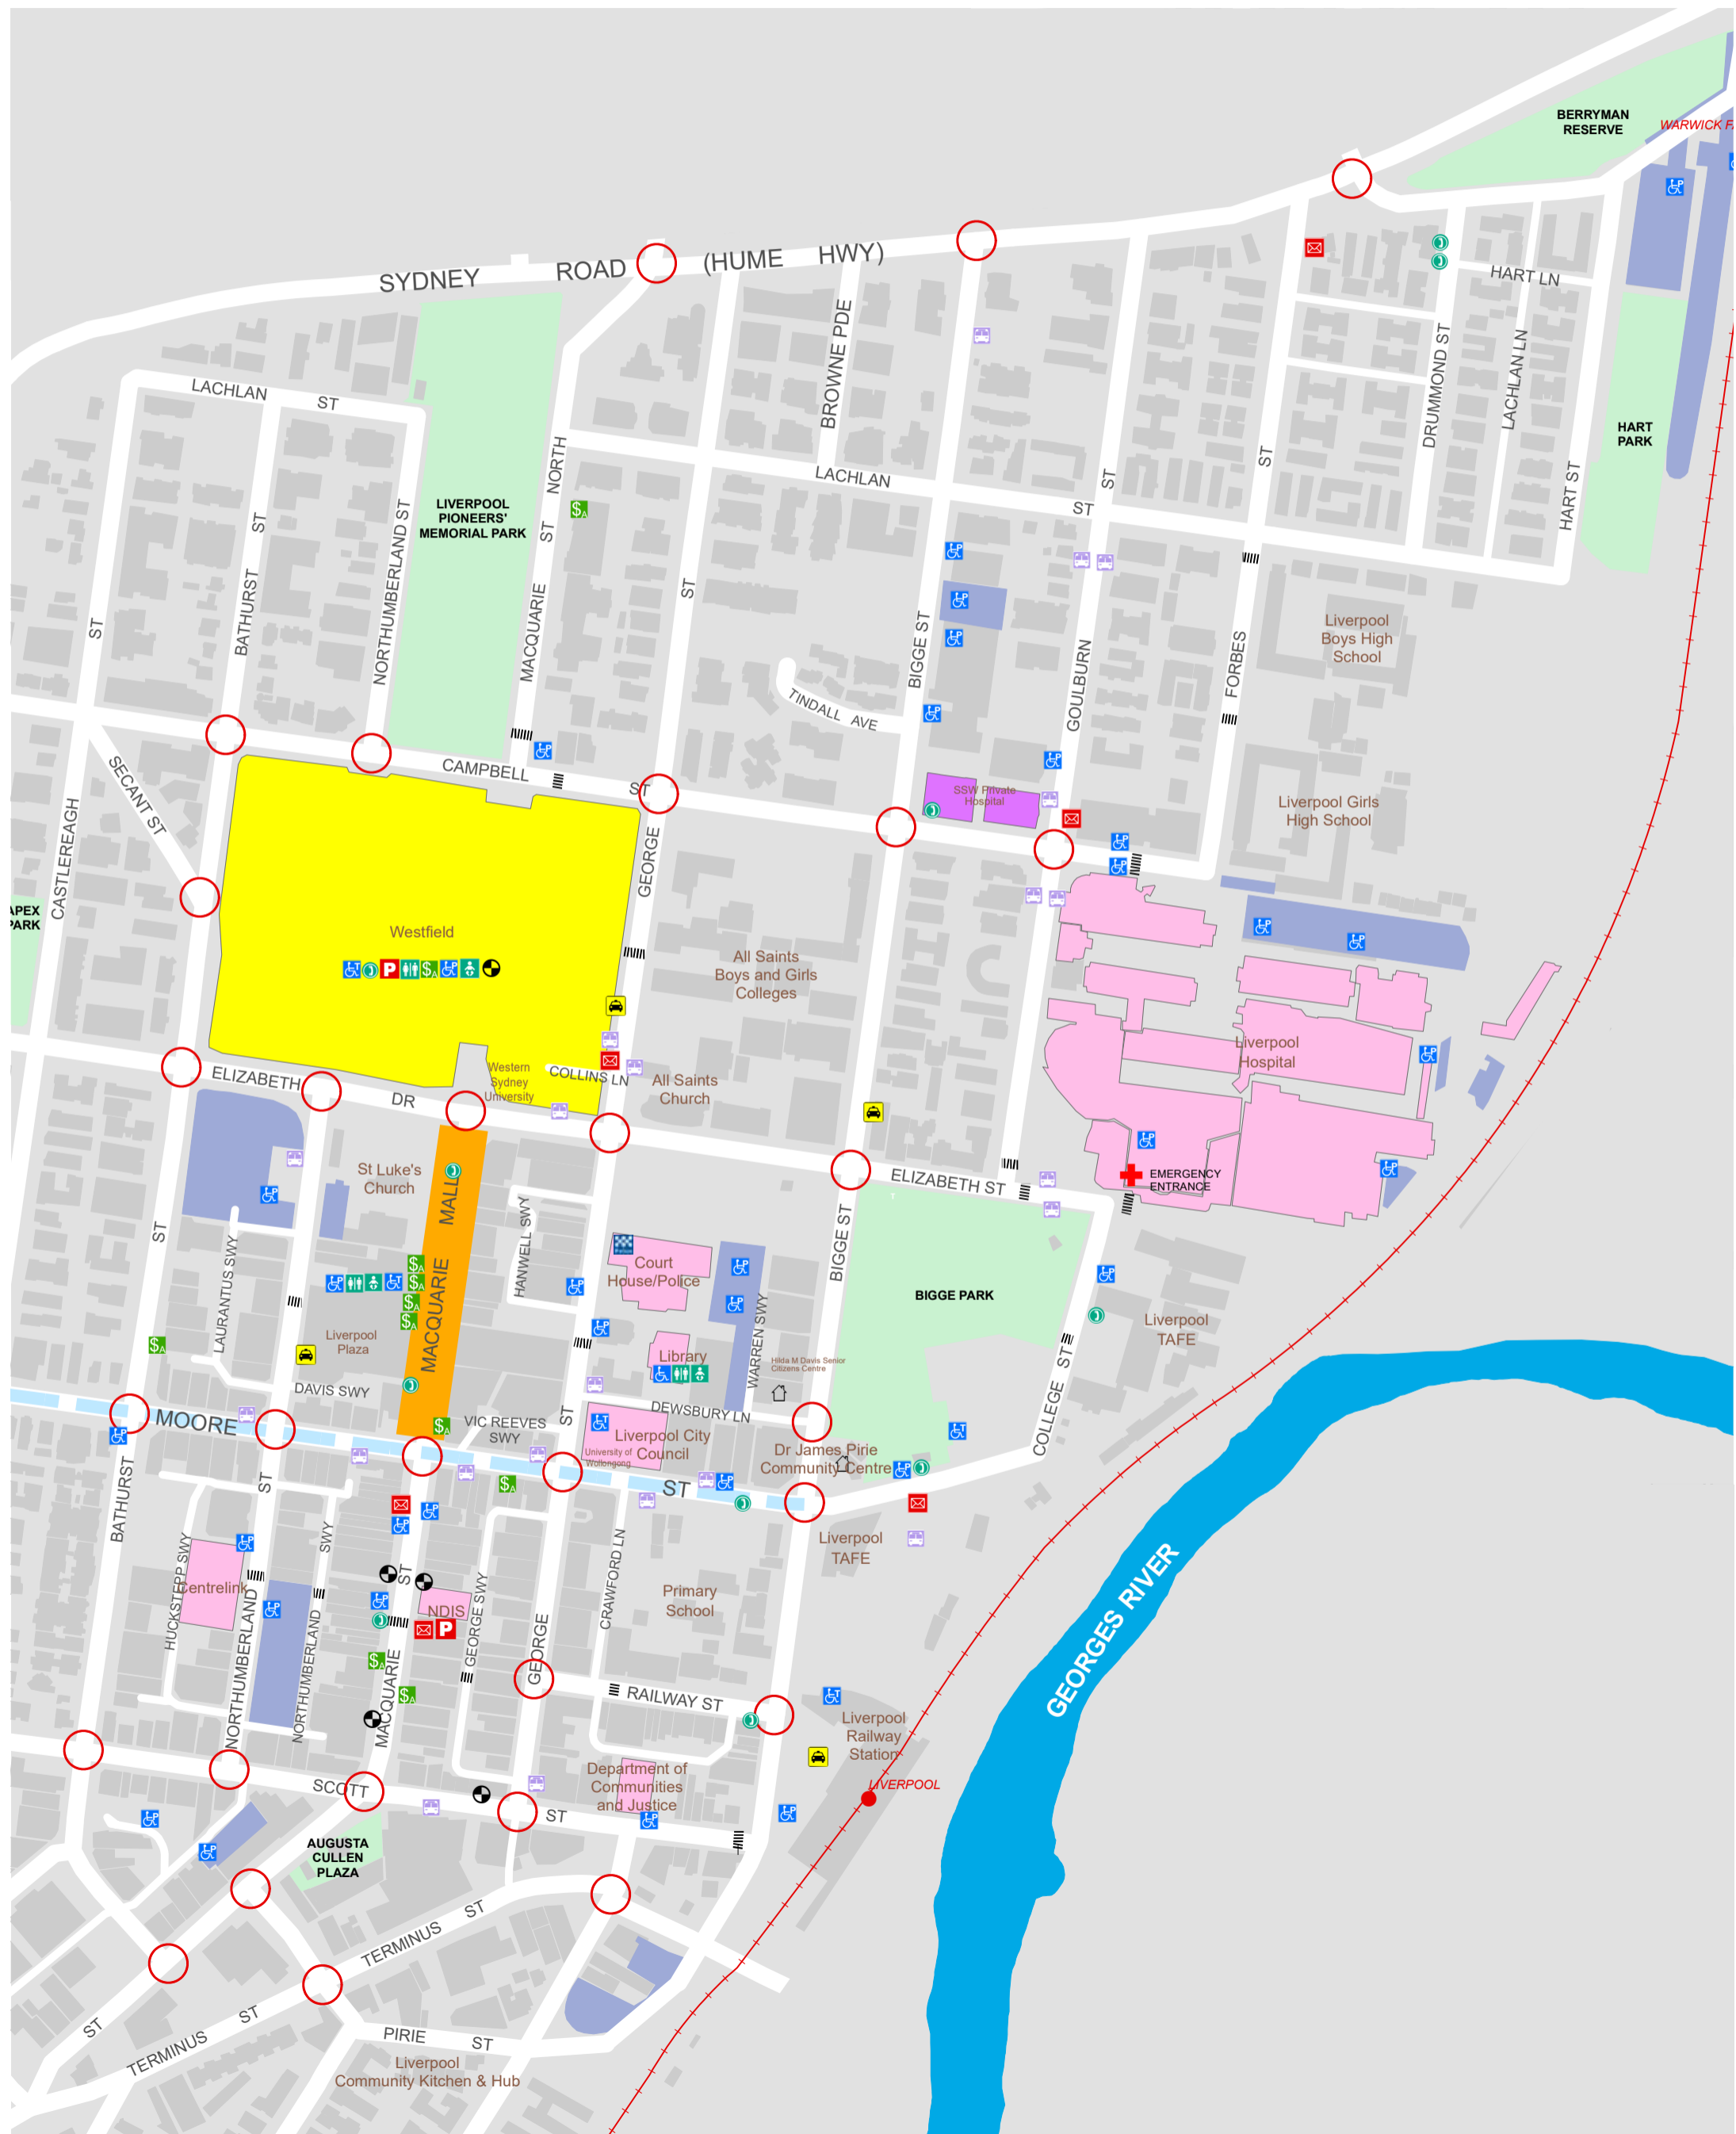 BERRYMAN
RESERVE
WARWICK F
SYDNEY ROAD (HUME HWY)
HART LN
LACHLAN ST
BROWNE PDE
DRUMMOND ST
LACHLAN LN
HART
PARK
HART ST
NORTH
LACHLAN ST
ST
ST
LIVERPOOL
PIONEERS'
MEMORIAL PARK
BATHURST ST
NORTHUMBERLAND ST
MACQUARIE ST
ST
ST
BIGGE ST
GOULBURN
FORBES
Liverpool
Boys High
School
TINDALL AVE
SECANT ST
CAMPBELL ST
SSW Private
Hospital
Liverpool Girls
High School
CASTLEREAGH
GEORGE
APEX
PARK
Westfield
All Saints
Boys and Girls
Colleges
Liverpool
Hospital
ELIZABETH DR
Western
Sydney
University
COLLINS LN
All Saints
Church
St Luke's
Church
MALL
ELIZABETH ST
EMERGENCY
ENTRANCE
ST
LAURANTUS SWY
HANWELL SWY
BIGGE ST
Court
House/Police
BIGGE PARK
MACQUARIE
Liverpool
Plaza
Library
WARREN SWY
Hilda M Davis Senior
Citizens Centre
Liverpool
TAFE
COLLEGE ST
DAVIS SWY
MOORE
VIC REEVES
SWY
ST
DEWSBURY LN
Liverpool City
Council
University of
Wollongong
Dr James Pirie
Community Centre
ST
BATHURST
ST
HUCKSTEPP SWY
SWY
Centrelink
ST
CRAWFORD LN
Liverpool
TAFE
Primary
School
NDIS
GEORGE SWY
GEORGE
NORTHUMBERLAND
NORTHUMBERLAND
MACQUARIE
RAILWAY ST
GEORGES RIVER
Liverpool
Railway
Station
LIVERPOOL
Department of
Communities
and Justice
SCOTT ST
AUGUSTA
CULLEN
PLAZA
TERMINUS ST
ST
TERMINUS ST
PIRIE ST
Liverpool
Community Kitchen & Hub